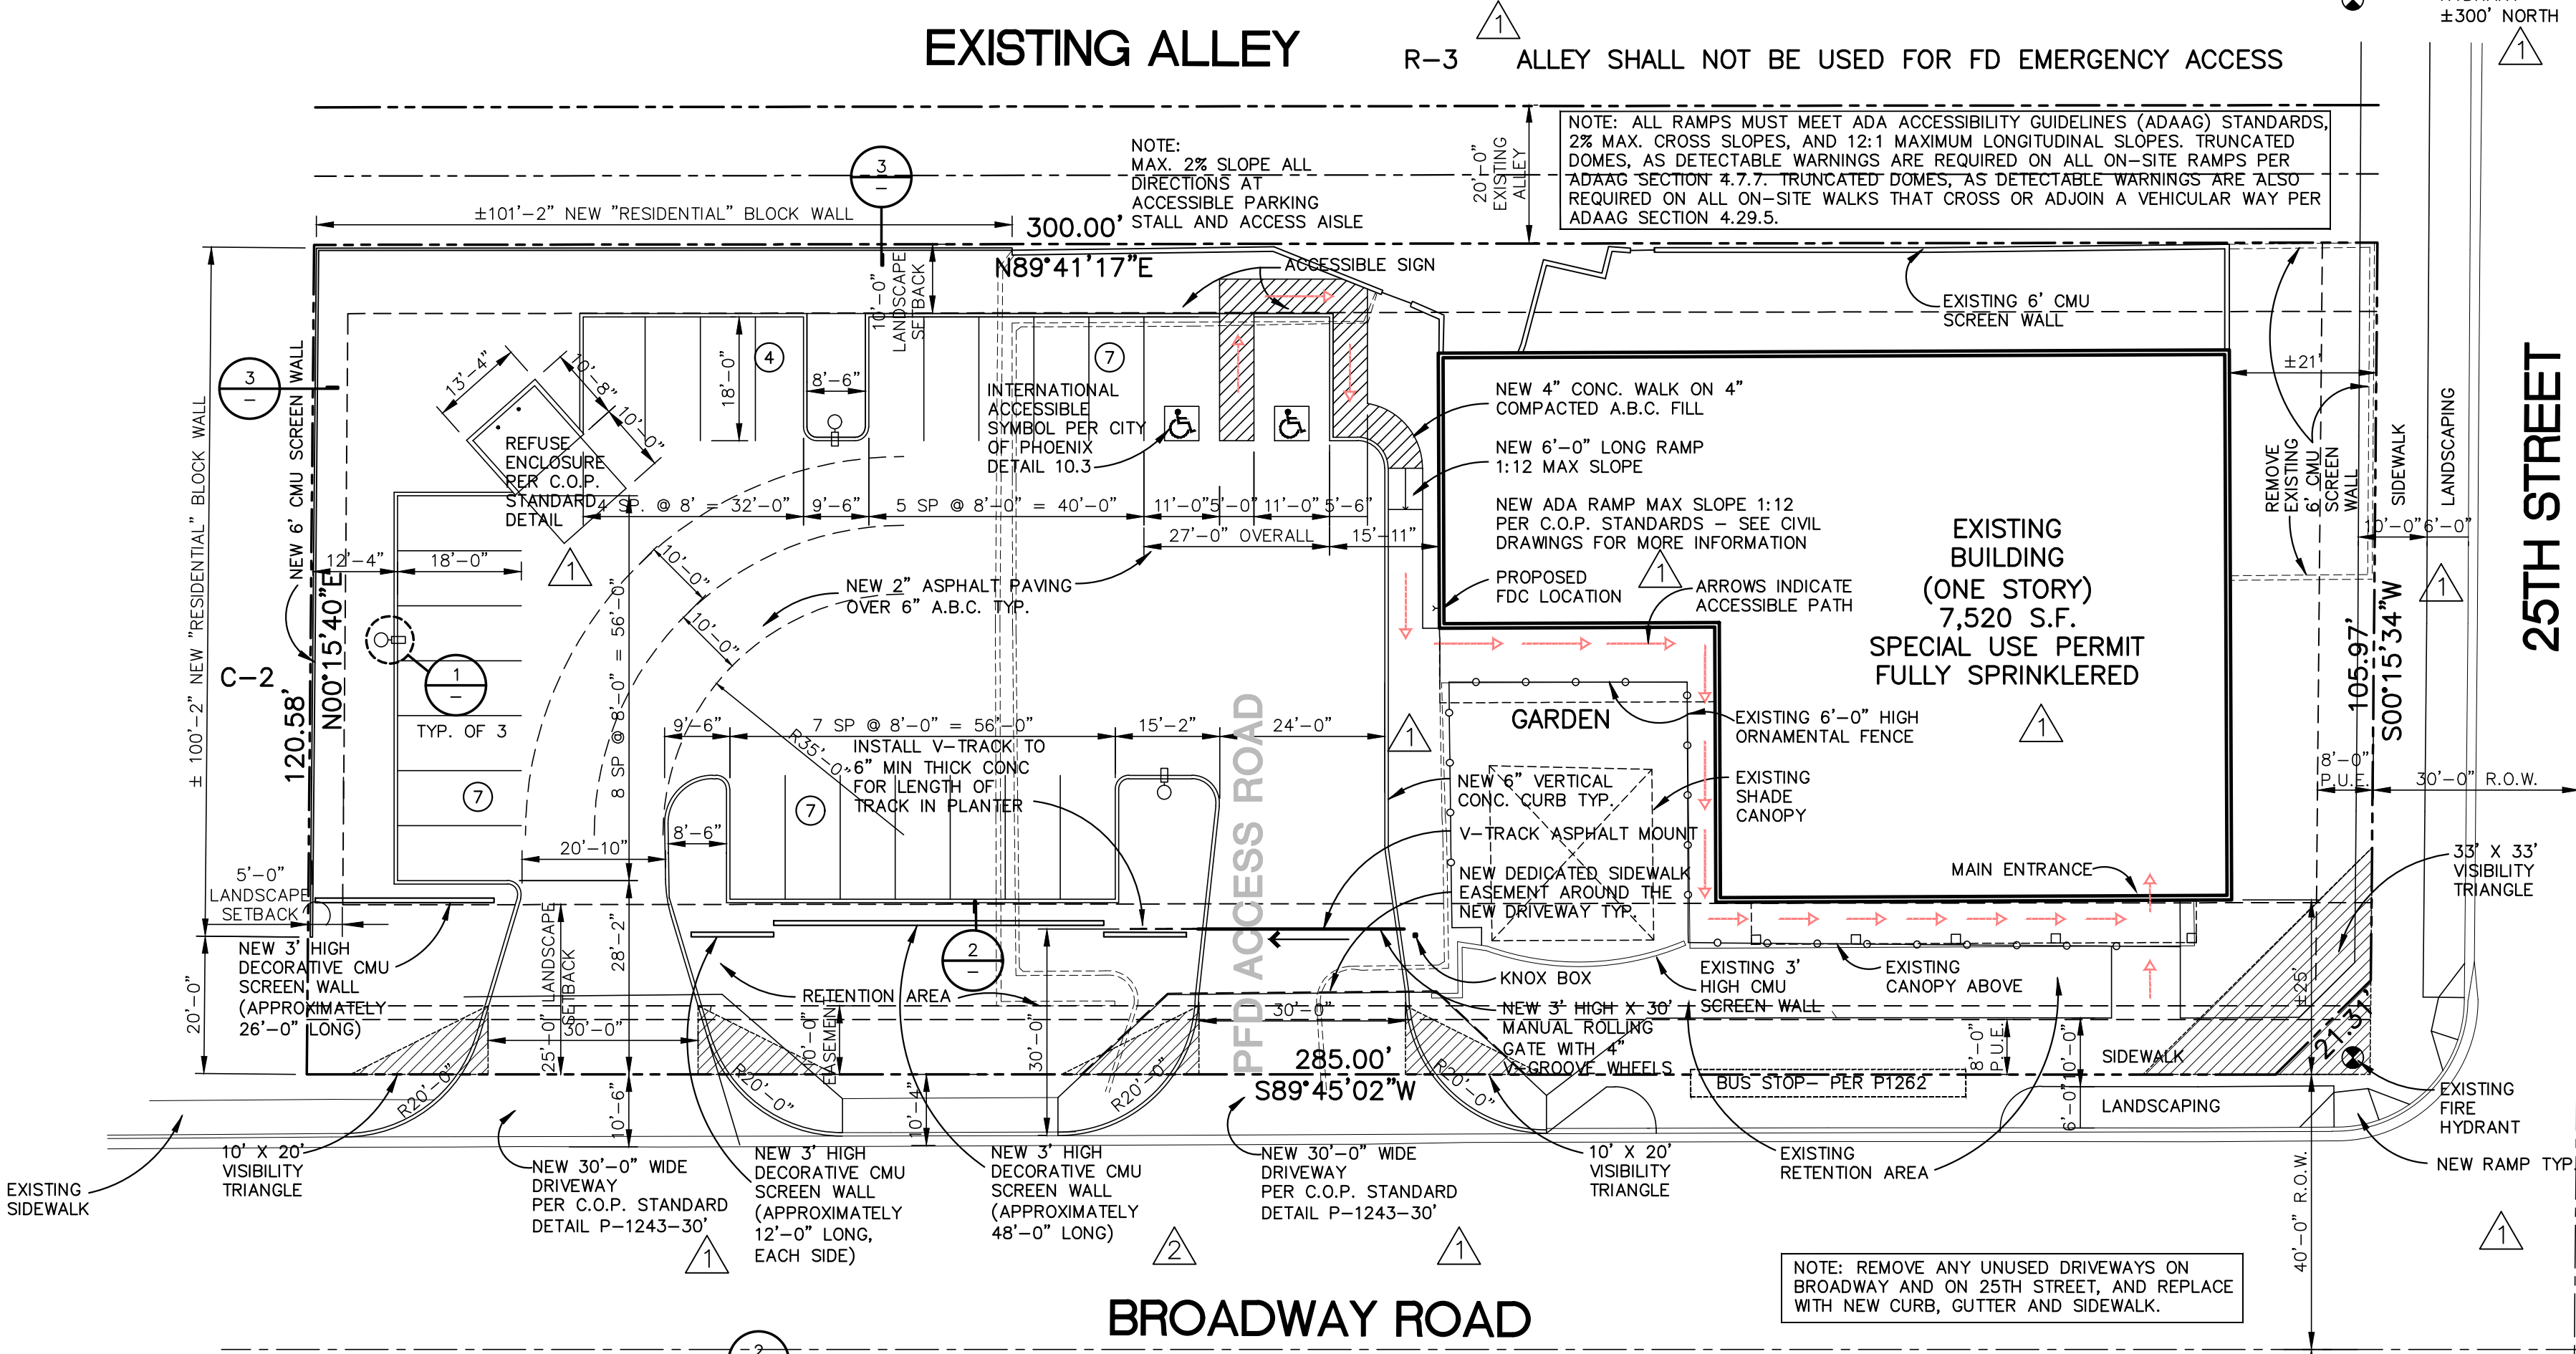 ±300' NORTH
1
EXISTING ALLEY
1
R-3
ALLEY SHALL NOT BE USED FOR FD EMERGENCY ACCESS
NOTE: ALL RAMPS MUST MEET ADA ACCESSIBILITY GUIDELINES (ADAAG) STANDARDS,
2% MAX. CROSS SLOPES, AND 12:1 MAXIMUM LONGITUDINAL SLOPES. TRUNCATED
DOMES, AS DETECTABLE WARNINGS ARE REQUIRED ON ALL ON-SITE RAMPS PER
ADAAG SECTION 4.7.7. TRUNCATED DOMES, AS DETECTABLE WARNINGS ARE ALSO
REQUIRED ON ALL ON-SITE WALKS THAT CROSS OR ADJOIN A VEHICULAR WAY PER
ADAAG SECTION 4.29.5.
20'-0"
EXISTING
ALLEY
NOTE:
MAX. 2% SLOPE ALL
DIRECTIONS AT
ACCESSIBLE PARKING
STALL AND ACCESS AISLE
3
-
±101'-2" NEW "RESIDENTIAL" BLOCK WALL
300.00'
N89°41'17"E
10'-0"
LANDSCAPE
SETBACK
ACCESSIBLE SIGN
EXISTING 6' CMU
SCREEN WALL
3
-
NEW 6' CMU SCREEN WALL
± 100'-2" NEW "RESIDENTIAL" BLOCK WALL
13'-4"
10'-8"
10'-0"
REFUSE
ENCLOSURE
PER C.O.P.
STANDARD
DETAIL
4
18'-0"
8'-6"
7
INTERNATIONAL
ACCESSIBLE
SYMBOL PER CITY
OF PHOENIX
DETAIL 10.3
NEW 4" CONC. WALK ON 4"
COMPACTED A.B.C. FILL
NEW 6'-0" LONG RAMP
1:12 MAX SLOPE
NEW ADA RAMP MAX SLOPE 1:12
PER C.O.P. STANDARDS – SEE CIVIL
DRAWINGS FOR MORE INFORMATION
1
PROPOSED
FDC LOCATION
ARROWS INDICATE
ACCESSIBLE PATH
EXISTING
BUILDING
(ONE STORY)
7,520 S.F.
SPECIAL USE PERMIT
FULLY SPRINKLERED
1
±21'
REMOVE
EXISTING
6' CMU
SCREEN
WALL
SIDEWALK
LANDSCAPING
10'-0"
6'-0"
1
25TH STREET
4 SP. @ 8' = 32'-0"
9'-6"
5 SP @ 8'-0" = 40'-0"
11'-0"
5'-0"
11'-0"
5'-6"
27'-0" OVERALL
15'-11"
12'-4"
18'-0"
1
10'-0"
10'-0"
NEW 2" ASPHALT PAVING
OVER 6" A.B.C. TYP.
C-2
120.58'
N00°15'40"E
1
-
TYP. OF 3
7
8 SP @ 8'-0" = 56'-0"
9'-6"
7 SP @ 8'-0" = 56'-0"
15'-2"
24'-0"
1
R35'-0"
INSTALL V-TRACK TO
6" MIN THICK CONC
FOR LENGTH OF
TRACK IN PLANTER
7
8'-6"
20'-10"
PFD ACCESS ROAD
GARDEN
EXISTING 6'-0" HIGH
ORNAMENTAL FENCE
EXISTING
SHADE
CANOPY
NEW 6" VERTICAL
CONC. CURB TYP.
V-TRACK ASPHALT MOUNT
NEW DEDICATED SIDEWALK
EASEMENT AROUND THE
NEW DRIVEWAY TYP.
MAIN ENTRANCE
105.97'
S00°15'34"W
8'-0"
P.U.E.
30'-0" R.O.W.
33' X 33'
VISIBILITY
TRIANGLE
5'-0"
LANDSCAPE
SETBACK
NEW 3' HIGH
DECORATIVE CMU
SCREEN WALL
(APPROXIMATELY
26'-0" LONG)
20'-0"
25'-0" LANDSCAPE
SETBACK
28'-2"
30'-0"
2
-
RETENTION AREA
10'-0"
EASEMENT
30'-0"
30'-0"
KNOX BOX
NEW 3' HIGH X 30'
MANUAL ROLLING
GATE WITH 4"
V-GROOVE WHEELS
EXISTING 3'
HIGH CMU
SCREEN WALL
EXISTING
CANOPY ABOVE
±25'
21.31'
8'-0"
P.U.E.
10'-0"
6'-0"
SIDEWALK
LANDSCAPING
285.00'
S89°45'02"W
BUS STOP– PER P1262
R20'-0"
R20'-0"
R20'-0"
R20'-0"
10'-6"
10'-4"
EXISTING
FIRE
HYDRANT
NEW RAMP TYP
EXISTING
SIDEWALK
10' X 20'
VISIBILITY
TRIANGLE
NEW 30'-0" WIDE
DRIVEWAY
PER C.O.P. STANDARD
DETAIL P-1243-30'
1
NEW 3' HIGH
DECORATIVE CMU
SCREEN WALL
(APPROXIMATELY
12'-0" LONG,
EACH SIDE)
NEW 3' HIGH
DECORATIVE CMU
SCREEN WALL
(APPROXIMATELY
48'-0" LONG)
2
NEW 30'-0" WIDE
DRIVEWAY
PER C.O.P. STANDARD
DETAIL P-1243-30'
1
10' X 20'
VISIBILITY
TRIANGLE
EXISTING
RETENTION AREA
40'-0" R.O.W.
1
NOTE: REMOVE ANY UNUSED DRIVEWAYS ON
BROADWAY AND ON 25TH STREET, AND REPLACE
WITH NEW CURB, GUTTER AND SIDEWALK.
BROADWAY ROAD
2